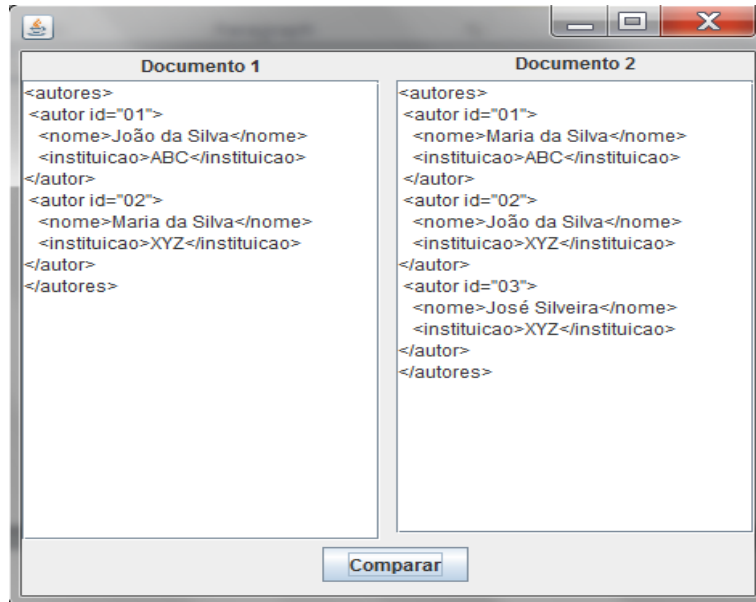 Documento 1
<autores>
<autor id="01">
<nome>João da Silva</nome>
<instituicao>ABC</instituicao>
</autor>
<autor id="02">
<nome>Maria da Silva</nome>
<instituicao>XYZ</instituicao>
</autor>
</autores>
Documento 2
<autores>
<autor id="01">
<nome>Maria da Silva</nome>
<instituicao>ABC</instituicao>
</autor>
<autor id="02">
<nome>João da Silva</nome>
<instituicao>XYZ</instituicao>
</autor>
<autor id="03">
<nome>José Silveira</nome>
<instituicao>XYZ</instituicao>
</autor>
</autores>
Comparar